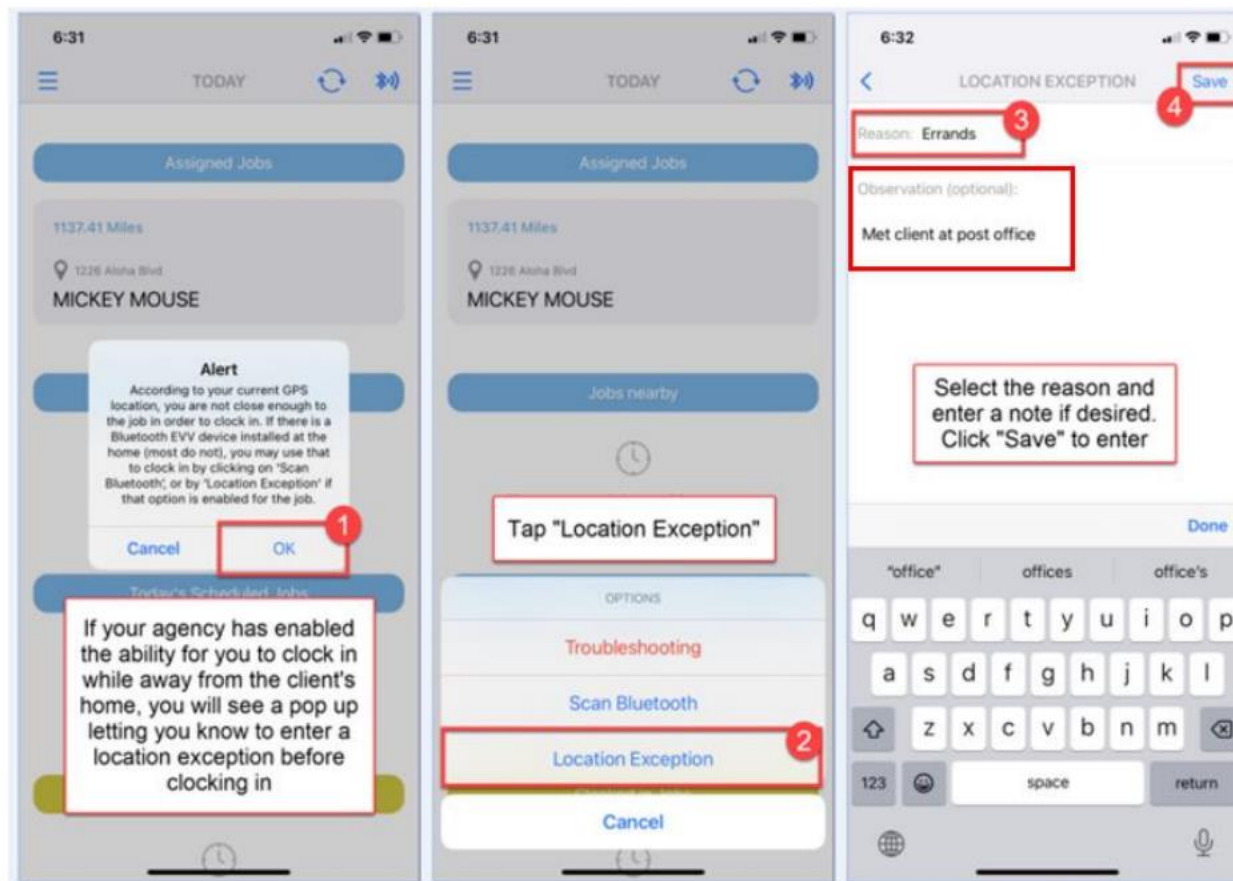 6:31
TODAY
Assigned Jobs
1137.41 Miles
1226 Aloha Blvd
MICKEY MOUSE
Alert
According to your current GPS
location, you are not close enough to
the job in order to clock in. If there is a
Bluetooth EVV device installed at the
home (most do not), you may use that
to clock in by clicking on 'Scan
Bluetooth', or by 'Location Exception' if
that option is enabled for the job.
Cancel
OK
1
Today's Scheduled Jobs
If your agency has enabled
the ability for you to clock in
while away from the client's
home, you will see a pop up
letting you know to enter a
location exception before
clocking in
6:31
TODAY
Assigned Jobs
1137.41 Miles
1226 Aloha Blvd
MICKEY MOUSE
Jobs nearby
Tap "Location Exception"
OPTIONS
Troubleshooting
Scan Bluetooth
Location Exception
2
Cancel
6:32
LOCATION EXCEPTION
Save
4
Reason: Errands
3
Observation (optional):
Met client at post office
Select the reason and
enter a note if desired.
Click "Save" to enter
Done
"office" offices office's
q w e r t y u i o p
a s d f g h j k l
z x c v b n m
123 space return